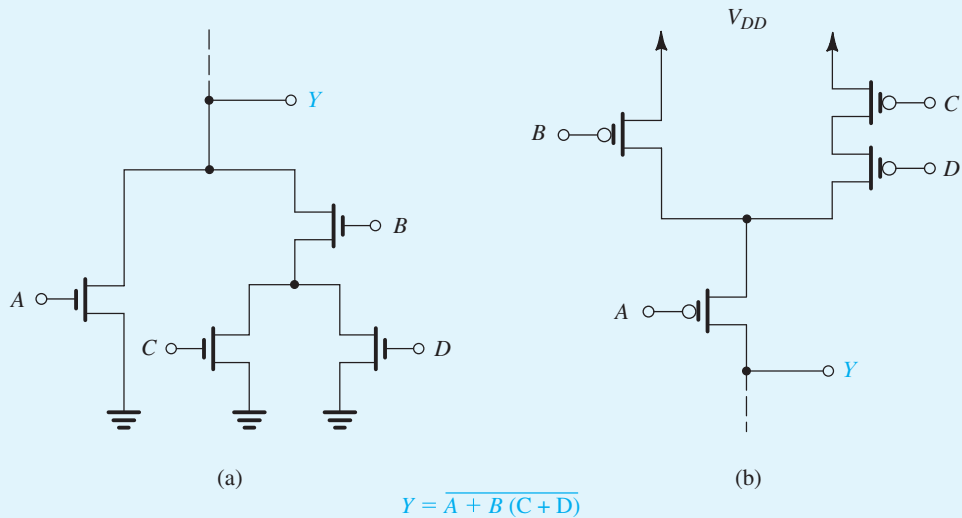 Y
B
A
C
D
(a)
V_DD
B
C
D
A
Y
(b)
Y = \overline{A + B (C + D)}